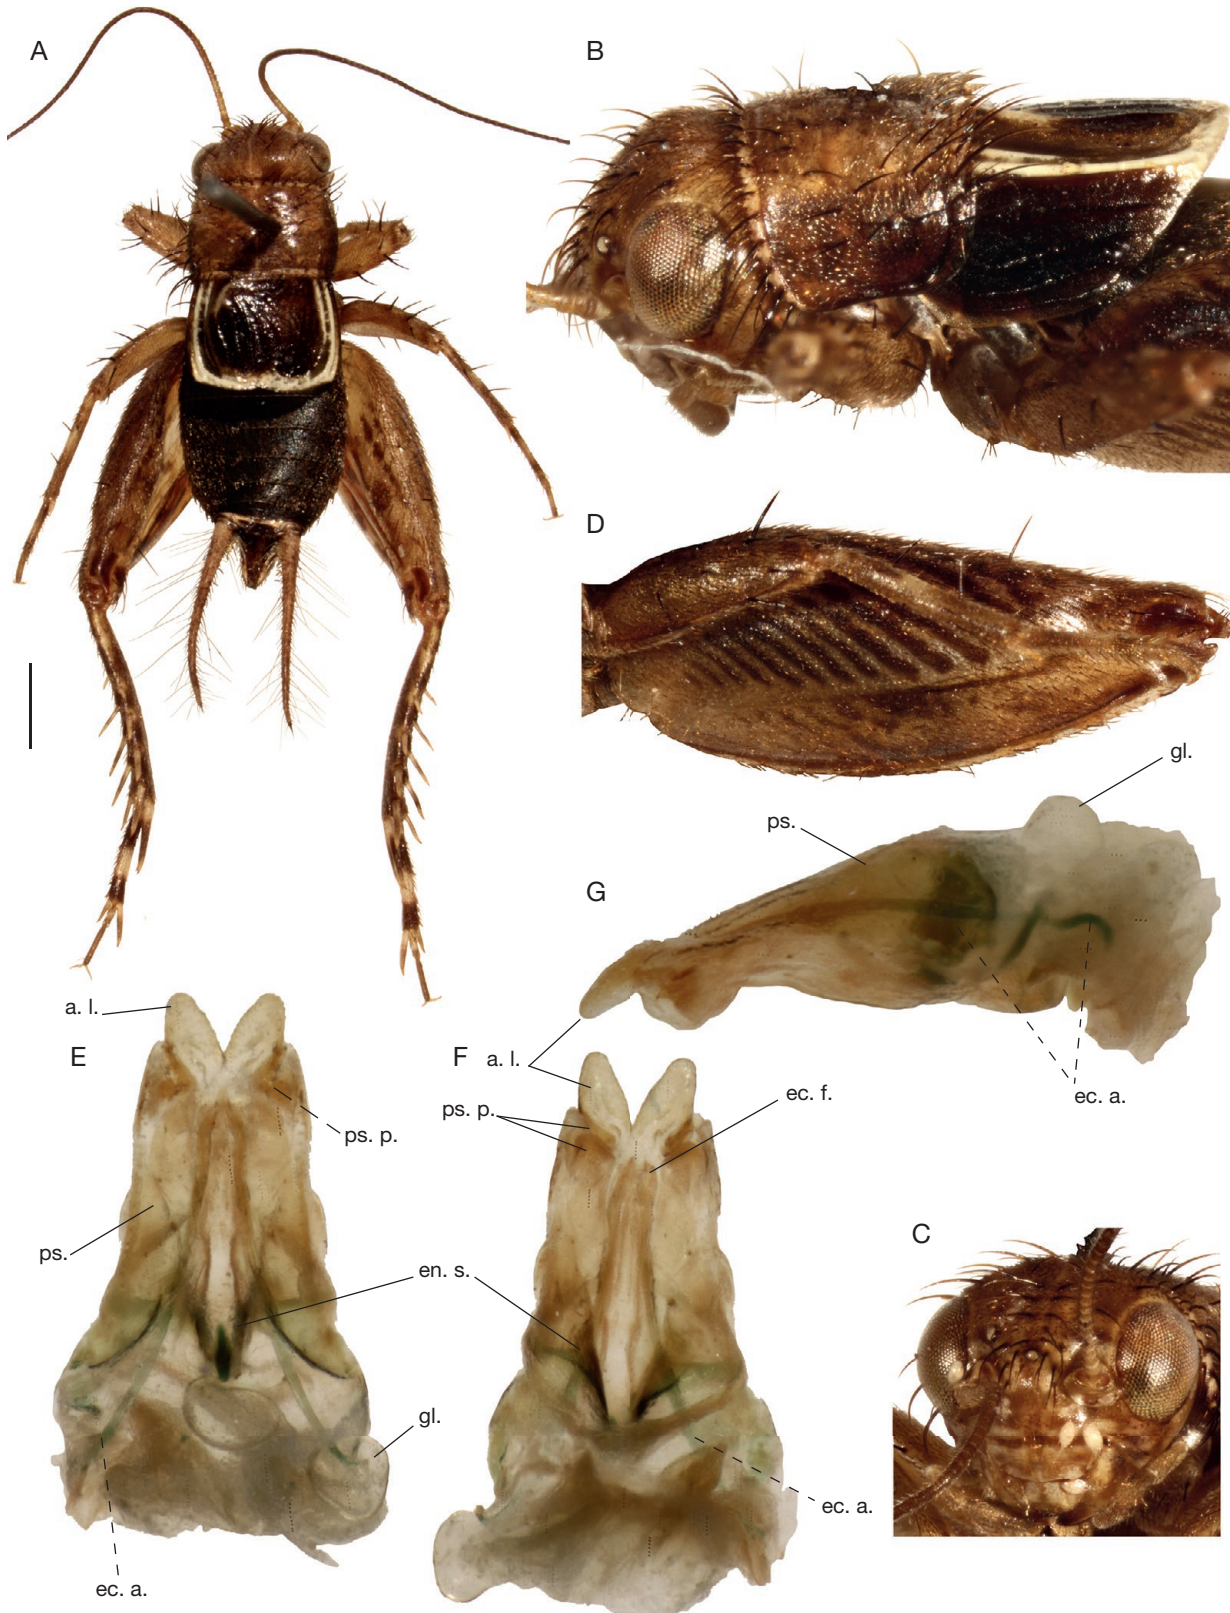 A
B
D
gl.
ps.
G
a. l.
E
F
a. l.
ec. f.
ec. a.
ps. p.
ps. p.
C
ps.
en. s.
gl.
ec. a.
ec. a.